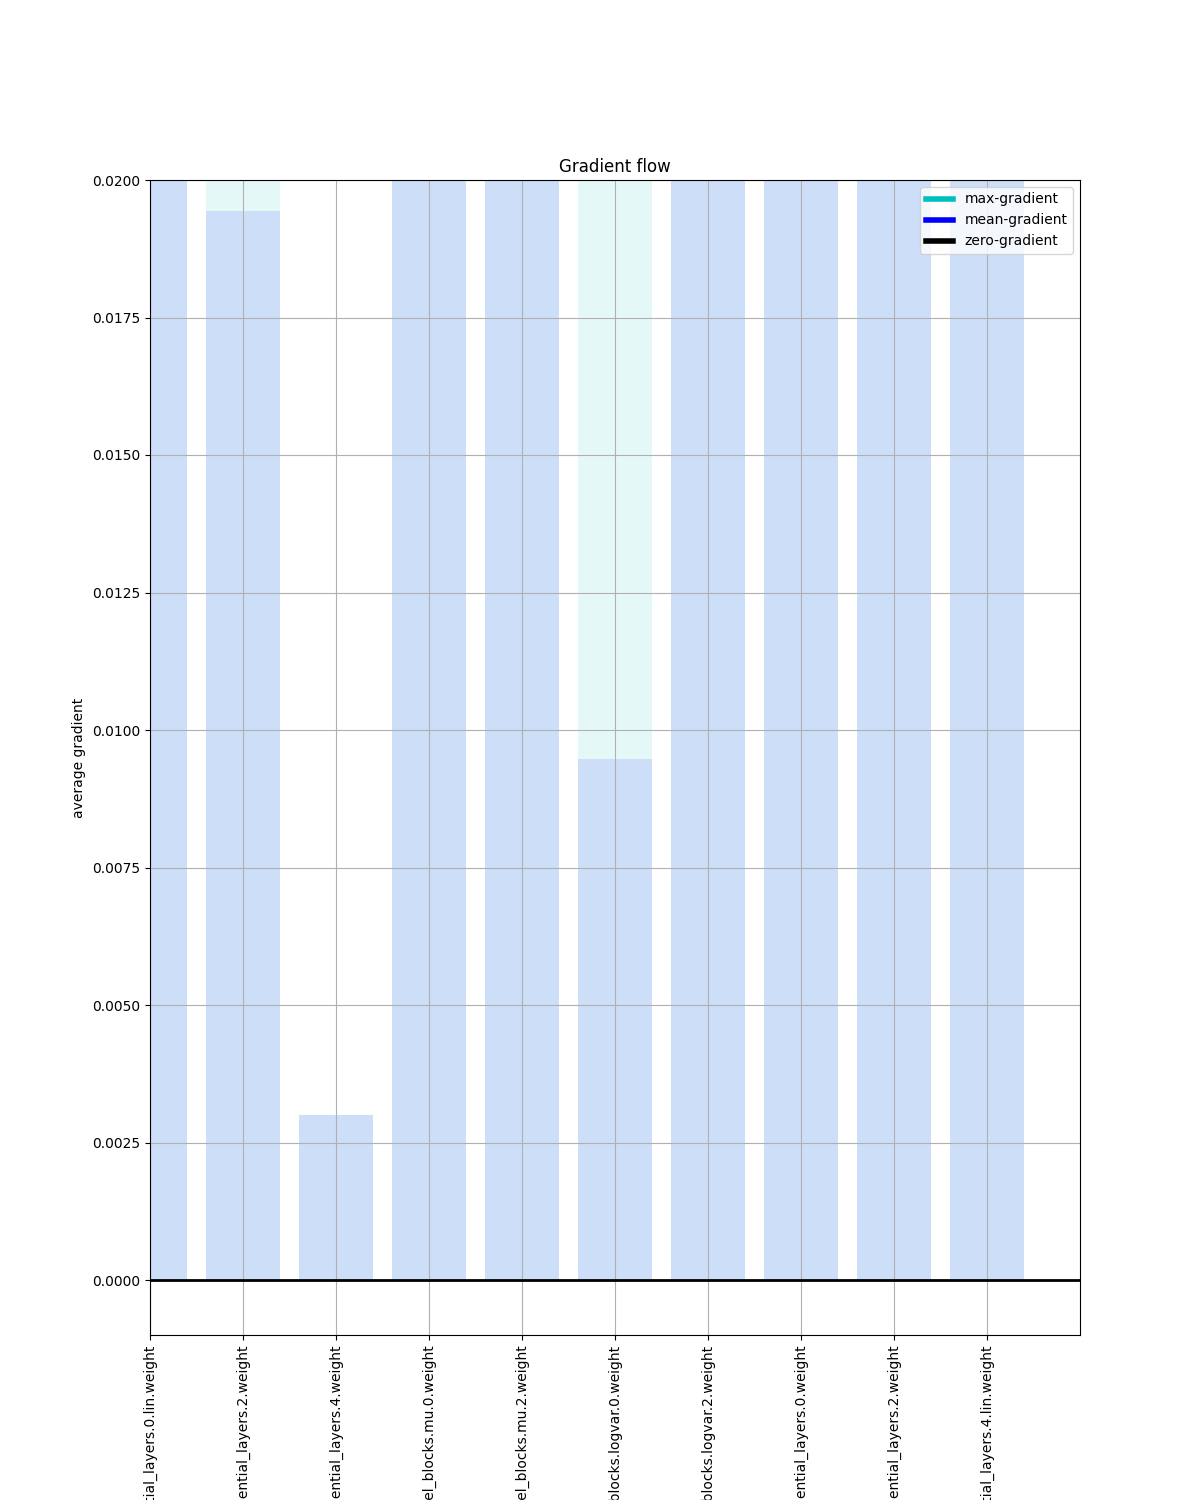 Gradient flow
max-gradient
mean-gradient
zero-gradient
0.0200
0.0175
0.0150
0.0125
0.0100
0.0075
0.0050
0.0025
0.0000
average gradient
tial_layers.0.lin.weight
ential_layers.2.weight
ential_layers.4.weight
el_blocks.mu.0.weight
el_blocks.mu.2.weight
blocks.logvar.0.weight
blocks.logvar.2.weight
ential_layers.0.weight
ential_layers.2.weight
tial_layers.4.lin.weight